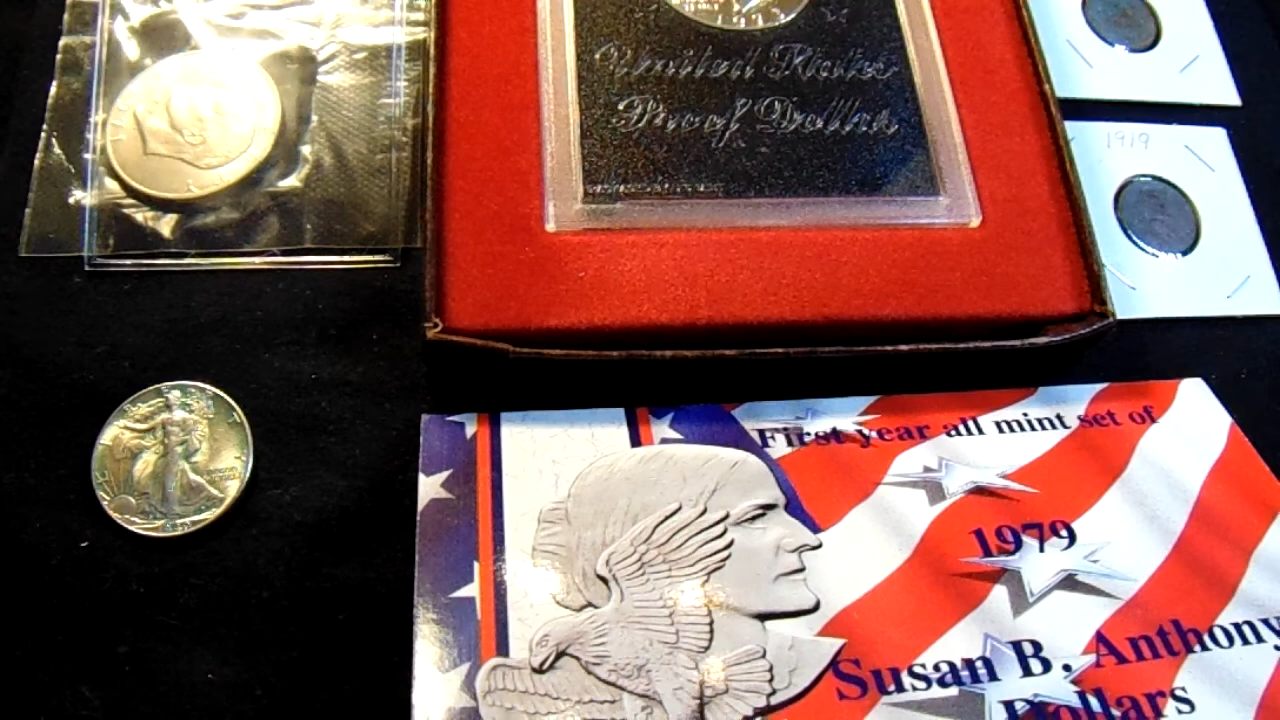 United States
Proof Dollar
1919
First year all mint set of
1979
Susan B. Anthony
Dollars